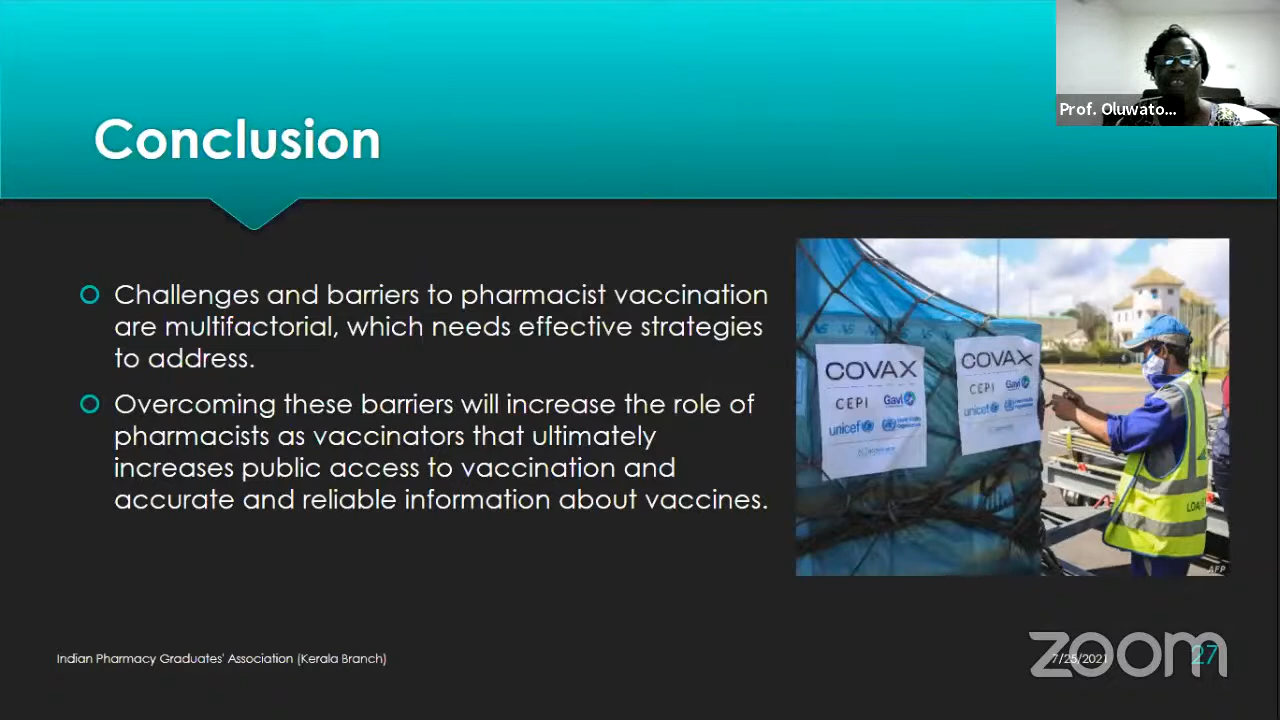 Prof. Oluwato...
Conclusion
Challenges and barriers to pharmacist vaccination
are multifactorial, which needs effective strategies
to address.
Overcoming these barriers will increase the role of
pharmacists as vaccinators that ultimately
increases public access to vaccination and
accurate and reliable information about vaccines.
COVAX
CEPI Gavi
unicef
COVAX
CEPI Gavi
unicef
AFP
Indian Pharmacy Graduates' Association (Kerala Branch)
7/25/2021
27
zoom